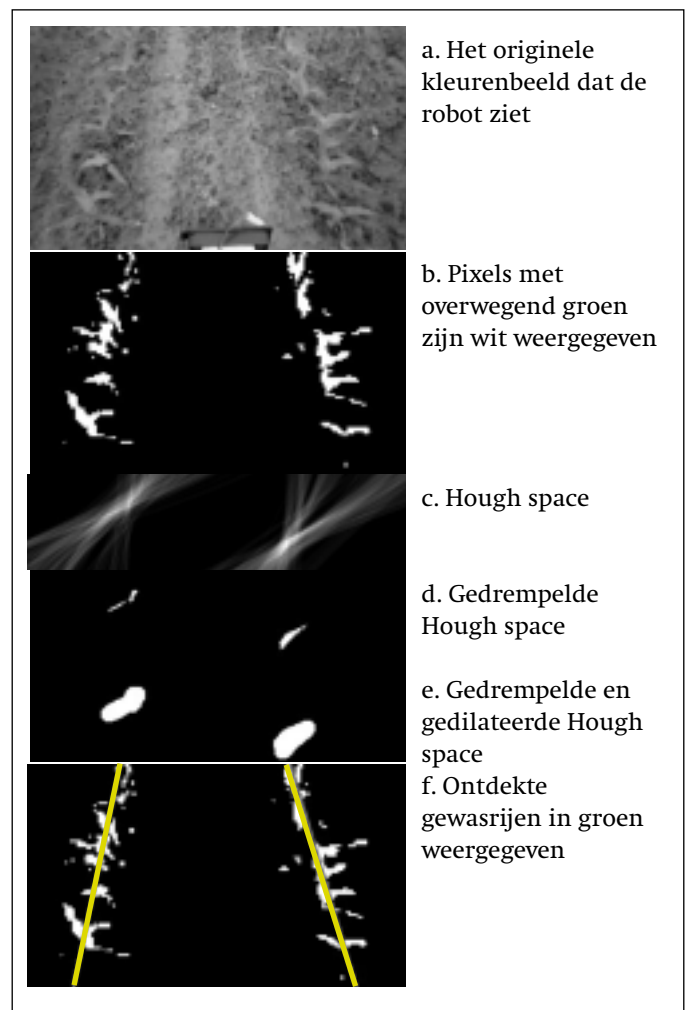 a. Het originele
kleurenbeeld dat de
robot ziet
b. Pixels met
overwegend groen
zijn wit weergegeven
c. Hough space
d. Gedrempelde
Hough space
e. Gedrempelde en
gedilateerde Hough
space
f. Ontdekte
gewasrijen in groen
weergegeven